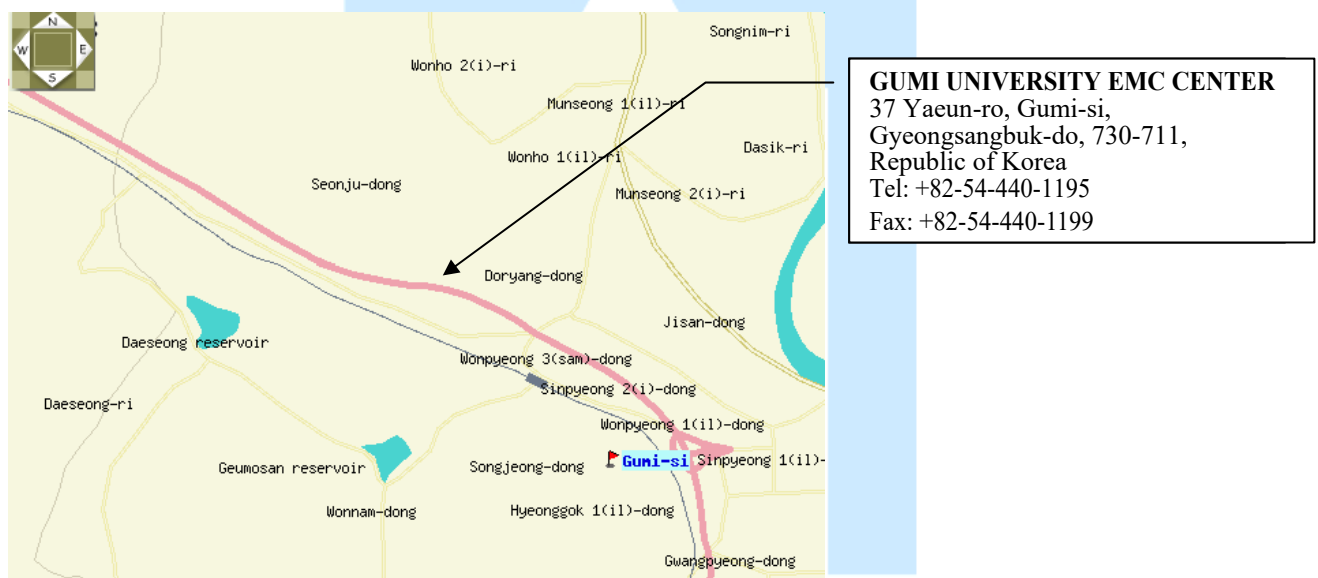 N
W
E
S
Songnim-ri
Wonho 2(i)-ri
Munseong 1(il)-ri
Wonho 1(il)-ri
Dasik-ri
Seonju-dong
Munseong 2(i)-ri
Doryang-dong
Jisan-dong
Daeseong reservoir
Wonpyeong 3(sam)-dong
Sinpyeong 2(i)-dong
Daeseong-ri
Wonpyeong 1(il)-dong
Geumosan reservoir
Songjeong-dong
Gumi-si
Sinpyeong 1(il)-
Wonnam-dong
Hyeonggok 1(il)-dong
Gwangpyeong-dong
GUMI UNIVERSITY EMC CENTER
37 Yaeun-ro, Gumi-si,
Gyeongsangbuk-do, 730-711,
Republic of Korea
Tel: +82-54-440-1195
Fax: +82-54-440-1199